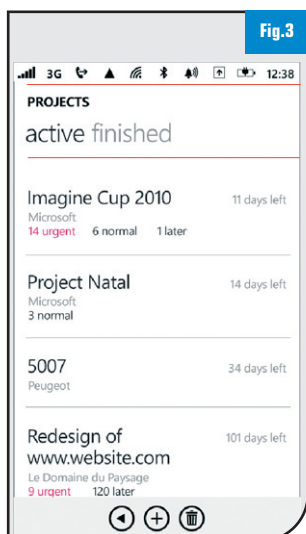 Fig.3
3G 12:38
PROJECTS
active finished
Imagine Cup 2010 11 days left
Microsoft
14 urgent 6 normal 1 later
Project Natal 14 days left
Microsoft
3 normal
5007 34 days left
Peugeot
Redesign of 101 days left
www.website.com
Le Domaine du Paysage
9 urgent 120 later